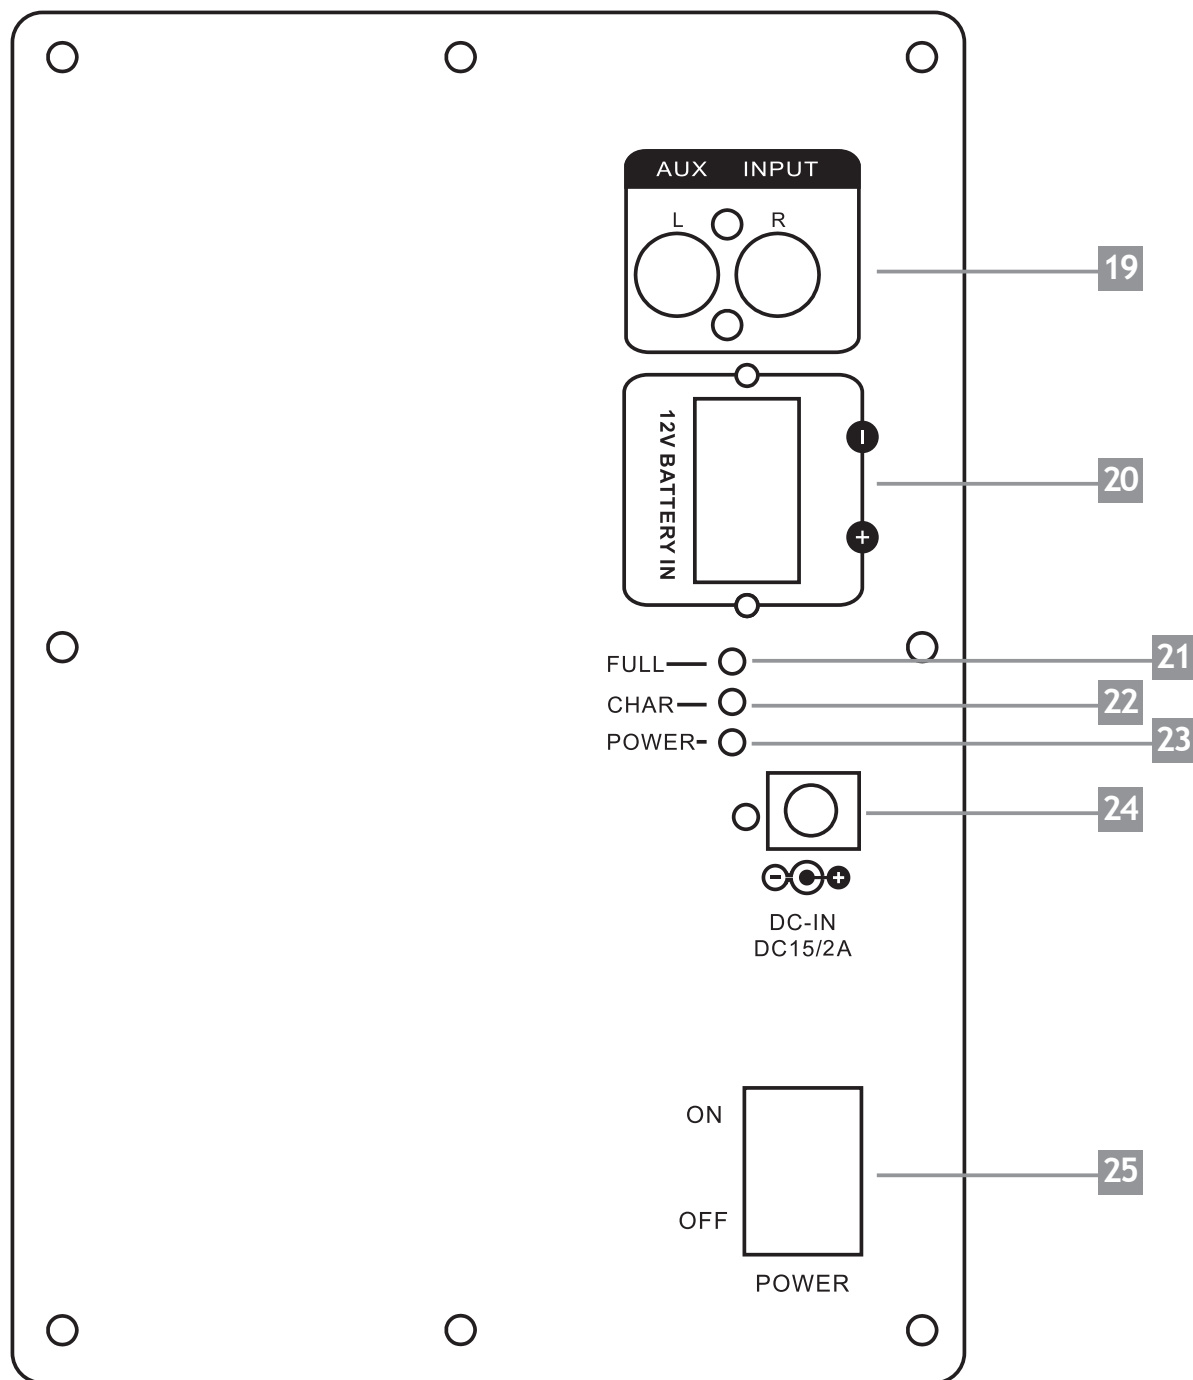 AUX INPUT
L R
19
12V BATTERY IN
20
FULL
21
CHAR
22
POWER
23
24
DC-IN
DC15/2A
ON
25
OFF
POWER